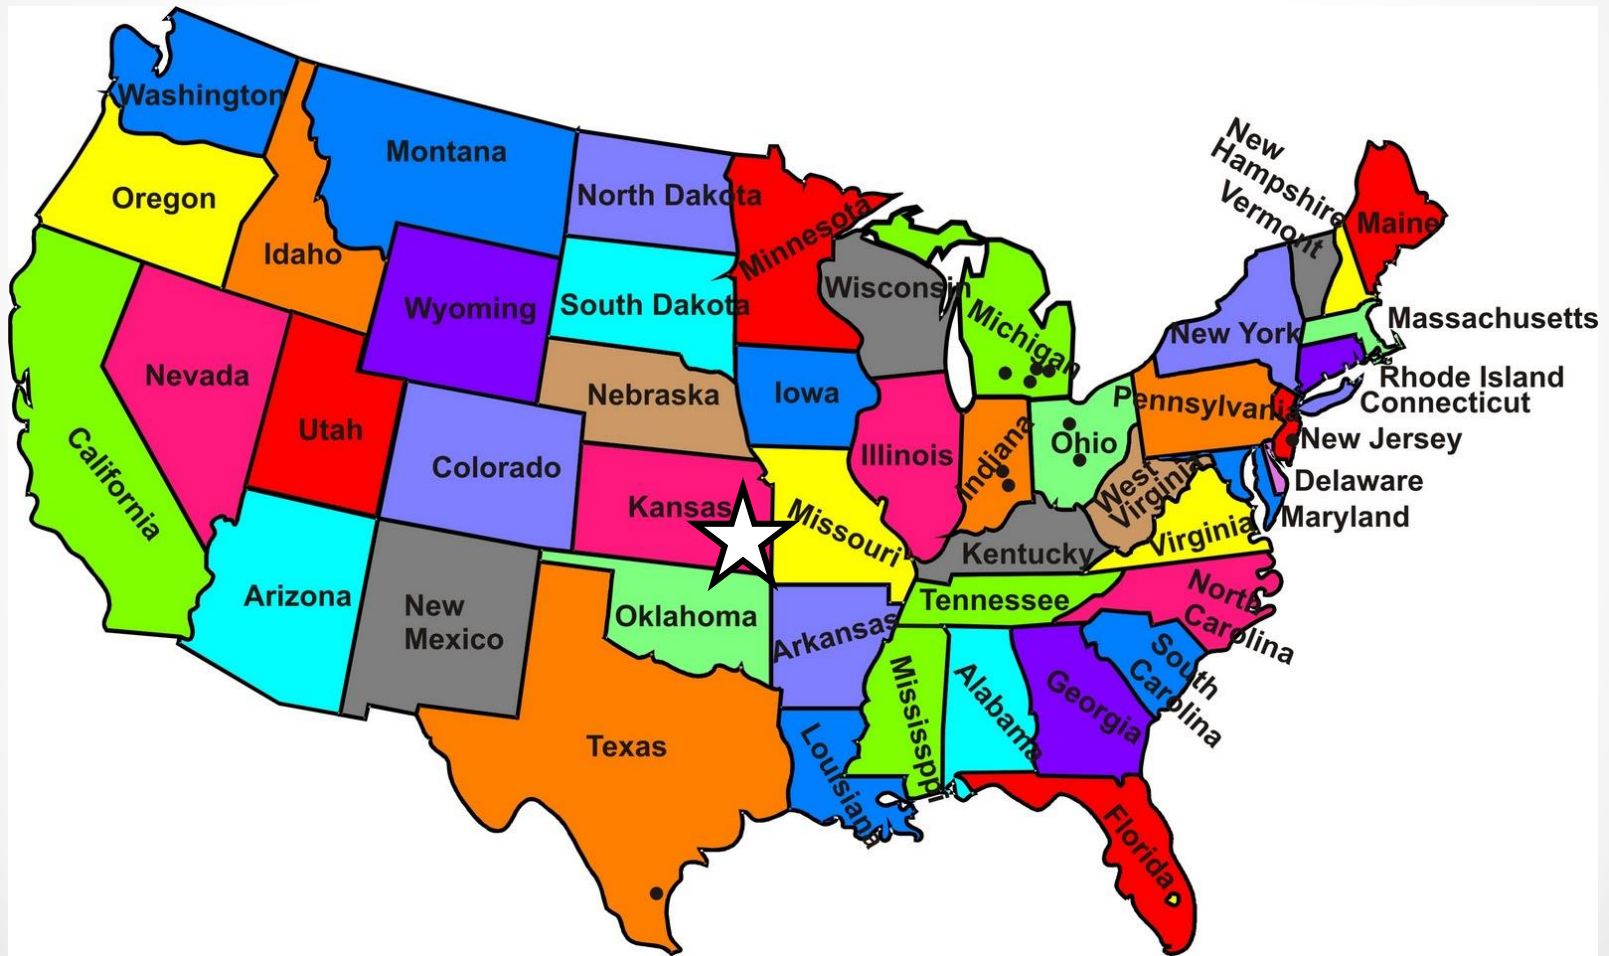 Washington
Montana
North Dakota
Minnesota
Oregon
Idaho
Wyoming
South Dakota
Wisconsin
Michigan
New
Hampshire
Vermont
Maine
New York
Massachusetts
Rhode Island
Connecticut
Pennsylvania
New Jersey
Delaware
Maryland
Nevada
Utah
California
Colorado
Nebraska
Iowa
Illinois
Indiana
Ohio
West
Virginia
Virginia
Kansas
Missouri
Kentucky
Arizona
New
Mexico
Oklahoma
Arkansas
Tennessee
North
Carolina
South
Carolina
Texas
Louisiana
Mississppi
Alabama
Georgia
Florida